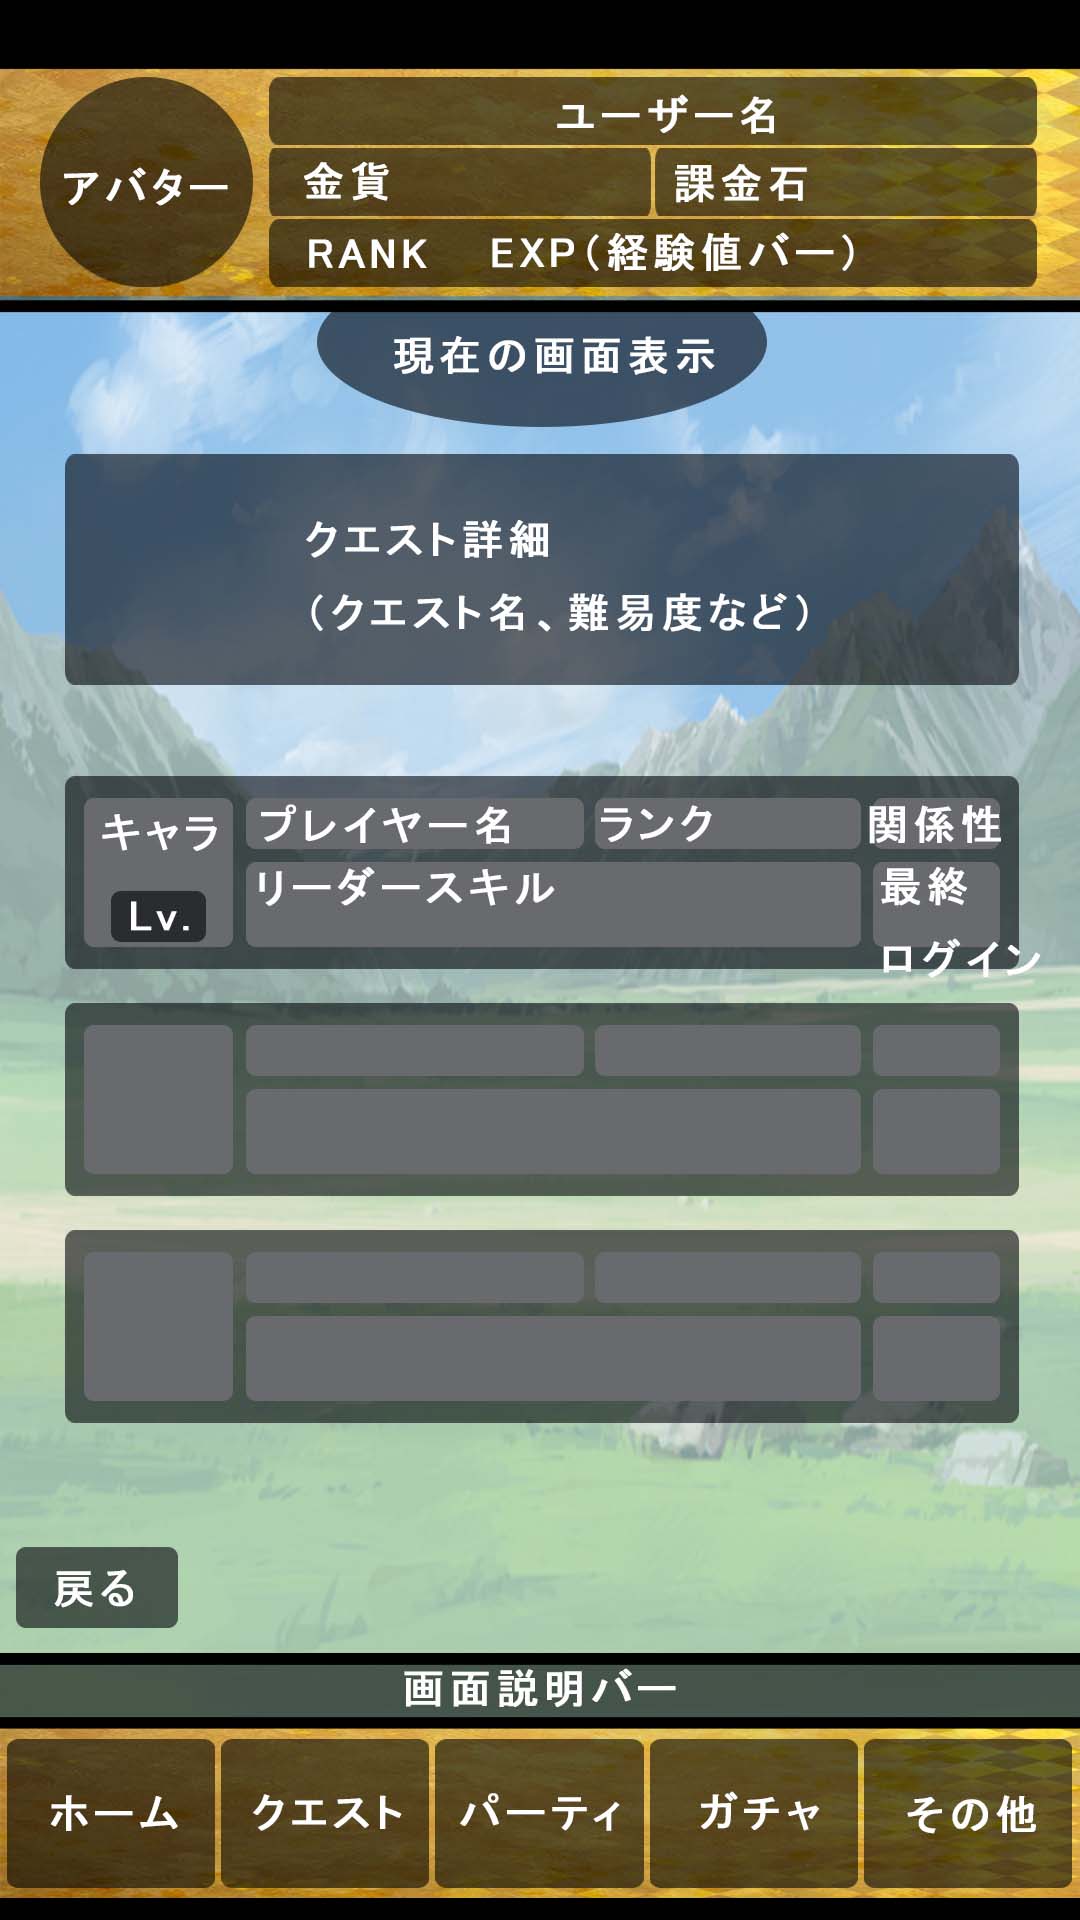 ユーザー名
アバター
金貨
課金石
RANK EXP(経験値バー)
現在の画面表示
クエスト詳細
(クエスト名、難易度など)
キャラ
プレイヤー名
ランク
関係性
リーダースキル
最終
ログイン
Lv.
戻る
画面説明バー
ホーム
クエスト
パーティ
ガチャ
その他